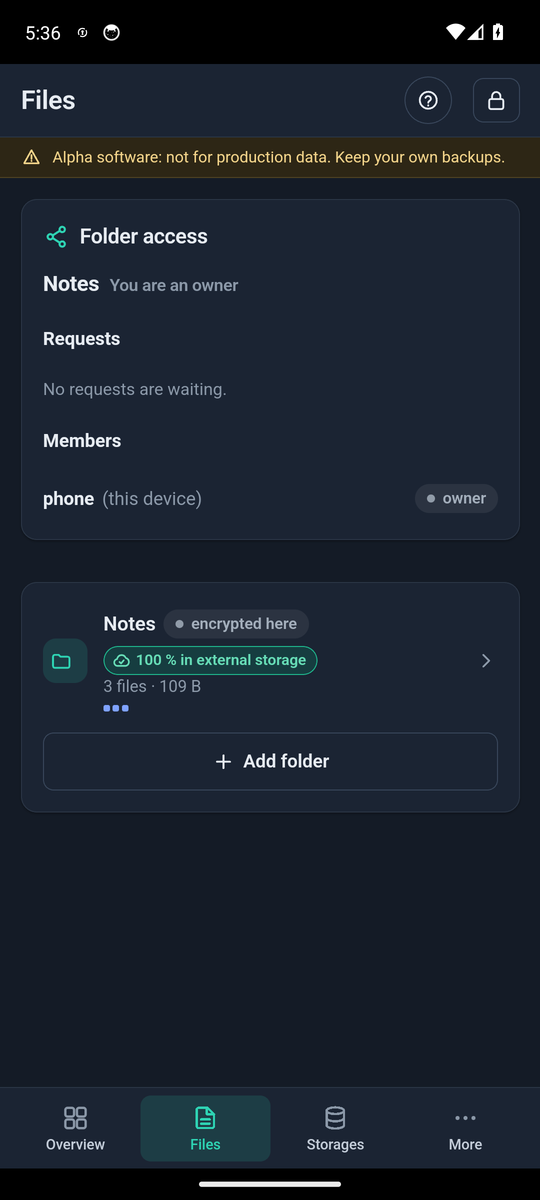 5:36
Files
Alpha software: not for production data. Keep your own backups.
Folder access
Notes You are an owner
Requests
No requests are waiting.
Members
phone (this device) owner
Notes encrypted here
100 % in external storage
3 files · 109 B
Add folder
Overview Files Storages More